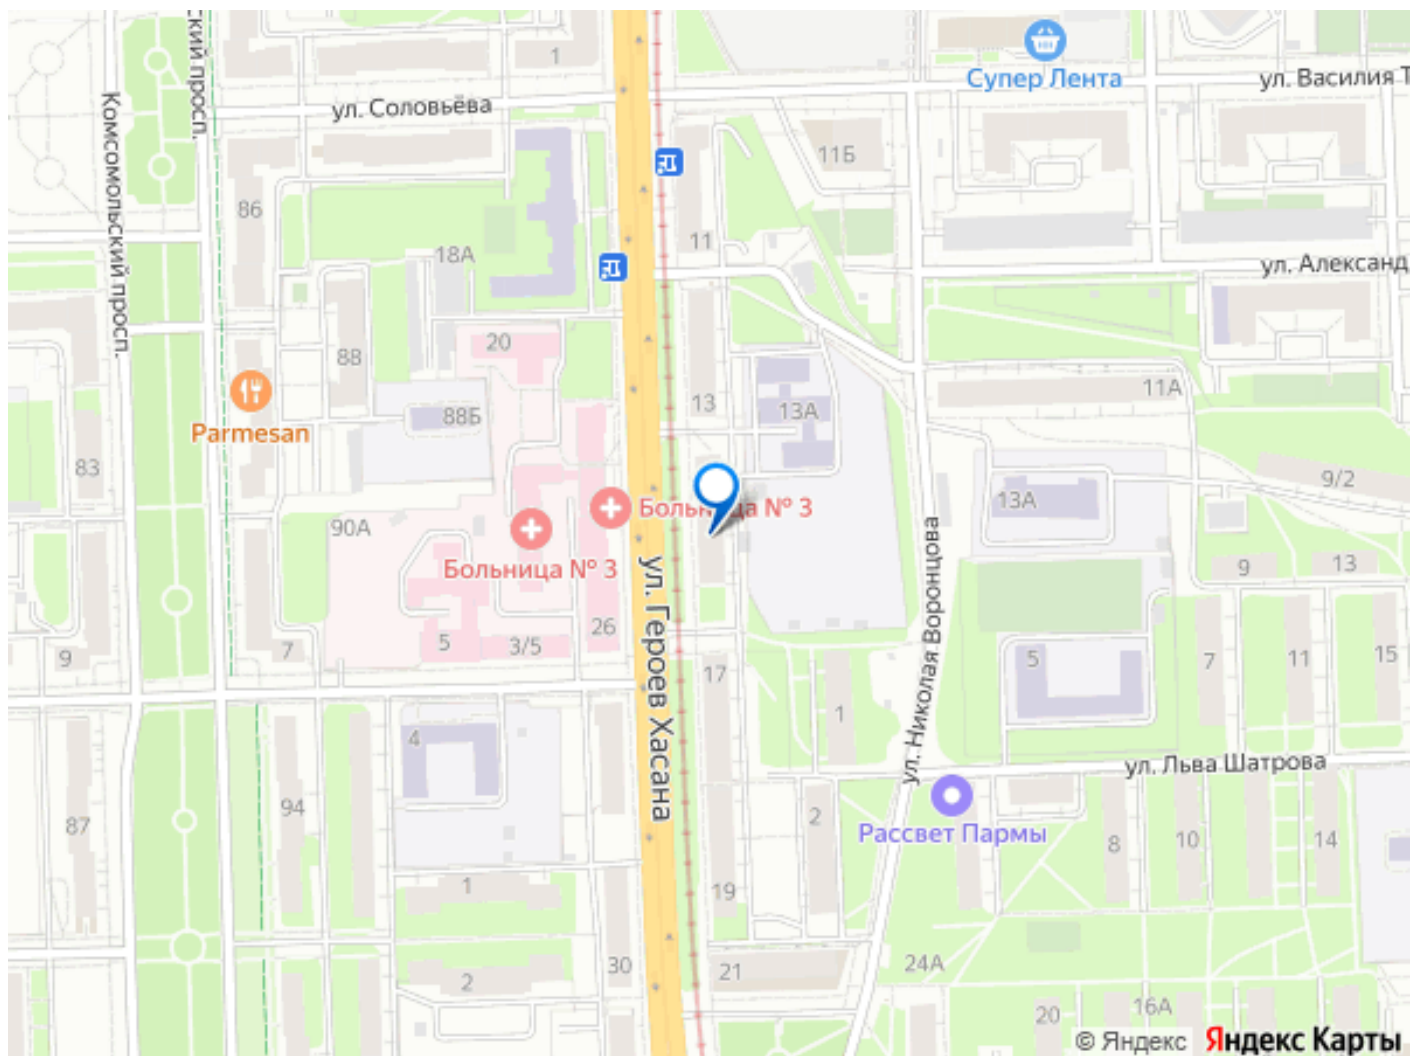 ский просп.
Комсомольский просп.
ул. Соловьёва
1
Супер Лента
ул. Василия Т
11Б
86
18А
11
ул. Александ
20
88
13
13А
11А
88Б
Parmesan
83
9/2
13А
90А
Больница № 3
Больница № 3
ул. Героев Хасана
ул. Николая Воронцова
9
13
26
5
3/5
7
9
17
1
5
7
11
15
4
ул. Льва Шатрова
94
87
2
Рассвет Пармы
8
10
14
1
19
30
2
21
24А
20
16А
© Яндекс Яндекс Карты